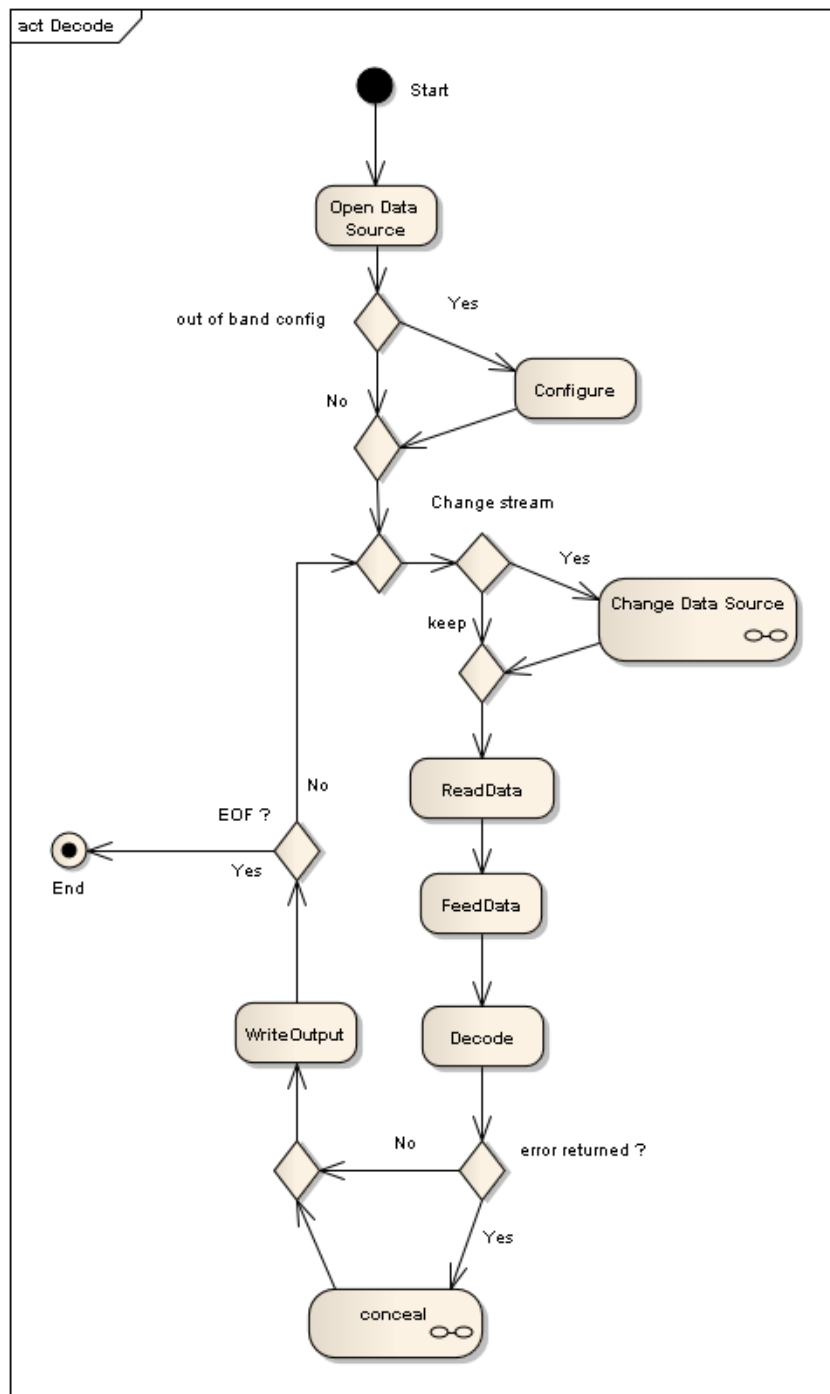 act Decode
Start
Open Data
Source
out of band config
Yes
Configure
No
Change stream
Yes
Change Data Source
keep
ReadData
No
EOF ?
Yes
End
FeedData
WriteOutput
Decode
No
error returned ?
Yes
conceal